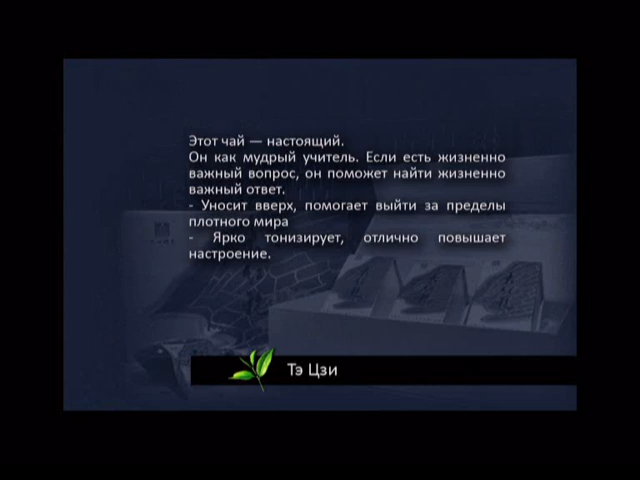 Этот чай — настоящий.
Он как мудрый учитель. Если есть жизненно
важный вопрос, он поможет найти жизненно
важный ответ.
- Уносит вверх, помогает выйти за пределы
плотного мира
- Ярко тонизирует, отлично повышает
настроение.
Тэ Цзи